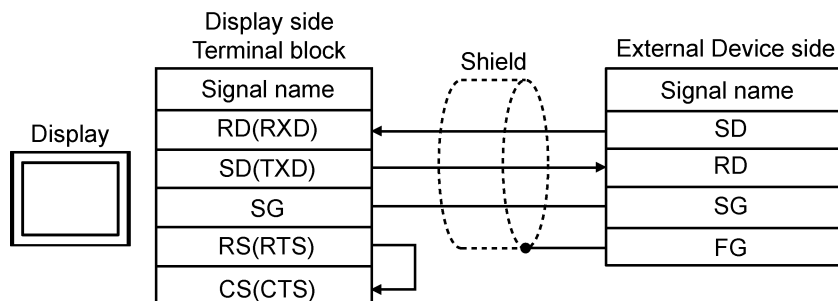 Display side
Terminal block
Shield
External Device side
Signal name
Signal name
Display
RD(RXD)
SD
SD(TXD)
RD
SG
SG
RS(RTS)
FG
CS(CTS)